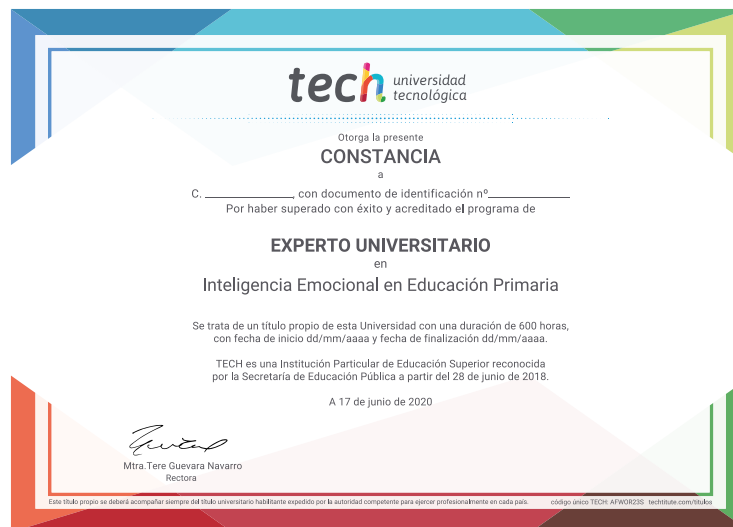 tech universidad
tecnológica
Otorga la presente
CONSTANCIA
a
C. ______________, con documento de identificación nº______________
Por haber superado con éxito y acreditado el programa de
EXPERTO UNIVERSITARIO
en
Inteligencia Emocional en Educación Primaria
Se trata de un título propio de esta Universidad con una duración de 600 horas,
con fecha de inicio dd/mm/aaaa y fecha de finalización dd/mm/aaaa.
TECH es una Institución Particular de Educación Superior reconocida
por la Secretaría de Educación Pública a partir del 28 de junio de 2018.
A 17 de junio de 2020
Mtra.Tere Guevara Navarro
Rectora
Este título propio se deberá acompañar siempre del título universitario habilitante expedido por la autoridad competente para ejercer profesionalmente en cada país. código único TECH: AFWOR23S techtitute.com/titulos